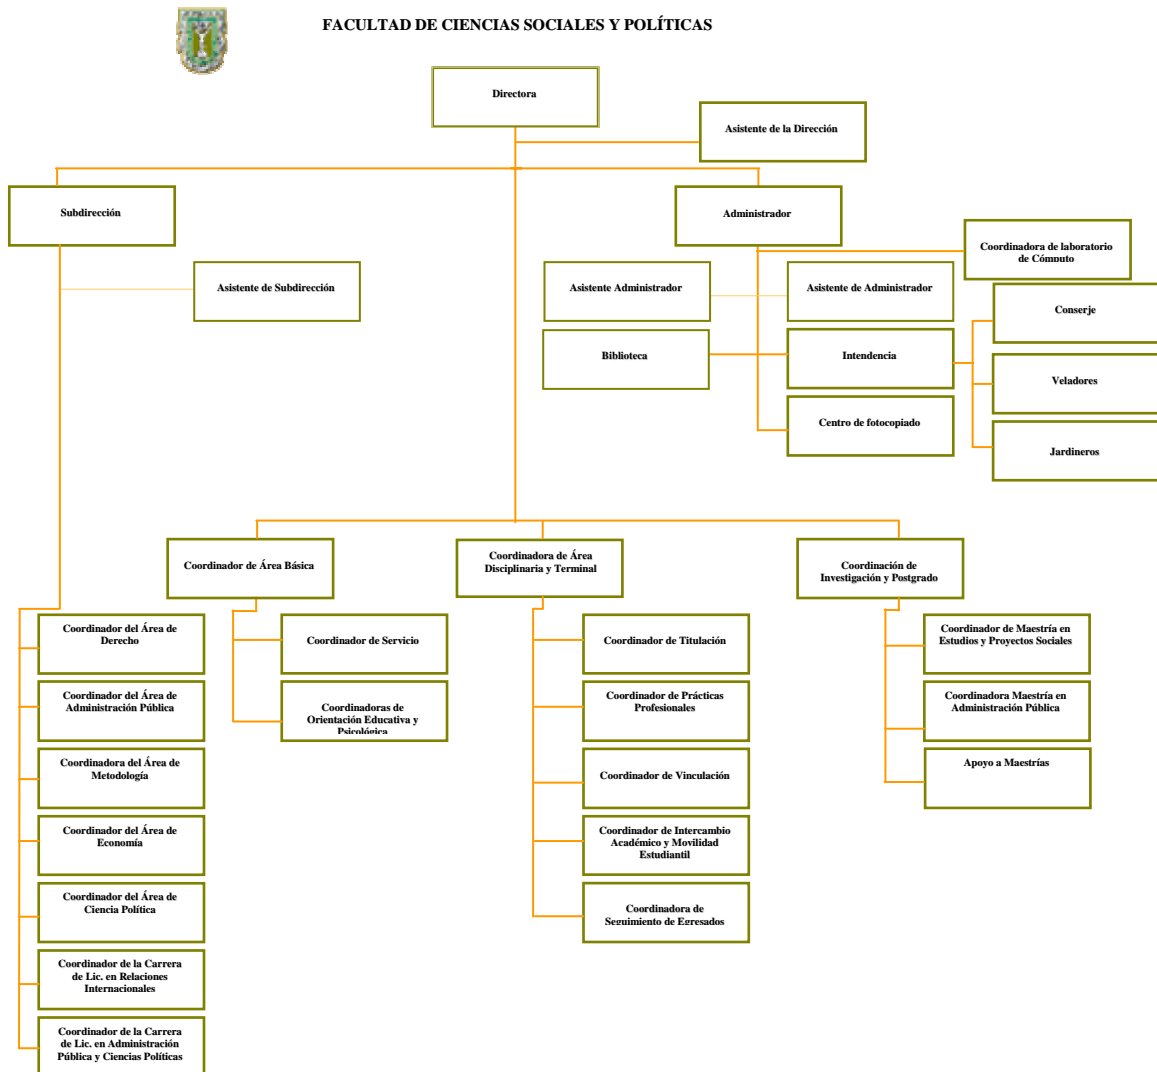 FACULTAD DE CIENCIAS SOCIALES Y POLÍTICAS
Directora
Asistente de la Dirección
Subdirección
Administrador
Coordinadora de laboratorio
de Cómputo
Asistente de Subdirección
Asistente Administrador
Asistente de Administrador
Conserje
Biblioteca
Intendencia
Veladores
Centro de fotocopiado
Jardineros
Coordinador de Área Básica
Coordinadora de Área
Disciplinaria y Terminal
Coordinación de
Investigación y Postgrado
Coordinador del Área de
Derecho
Coordinador del Área de
Administración Pública
Coordinadora del Área de
Metodología
Coordinador del Área de
Economía
Coordinador del Área de
Ciencia Política
Coordinador de la Carrera
de Lic. en Relaciones
Internacionales
Coordinador de la Carrera
de Lic. en Administración
Pública y Ciencias Políticas
Coordinador de Servicio
Coordinadoras de
Orientación Educativa y
Psicológica
Coordinador de Titulación
Coordinador de Prácticas
Profesionales
Coordinador de Vinculación
Coordinador de Intercambio
Académico y Movilidad
Estudiantil
Coordinadora de
Seguimiento de Egresados
Coordinador de Maestría en
Estudios y Proyectos Sociales
Coordinadora Maestría en
Administración Pública
Apoyo a Maestrías